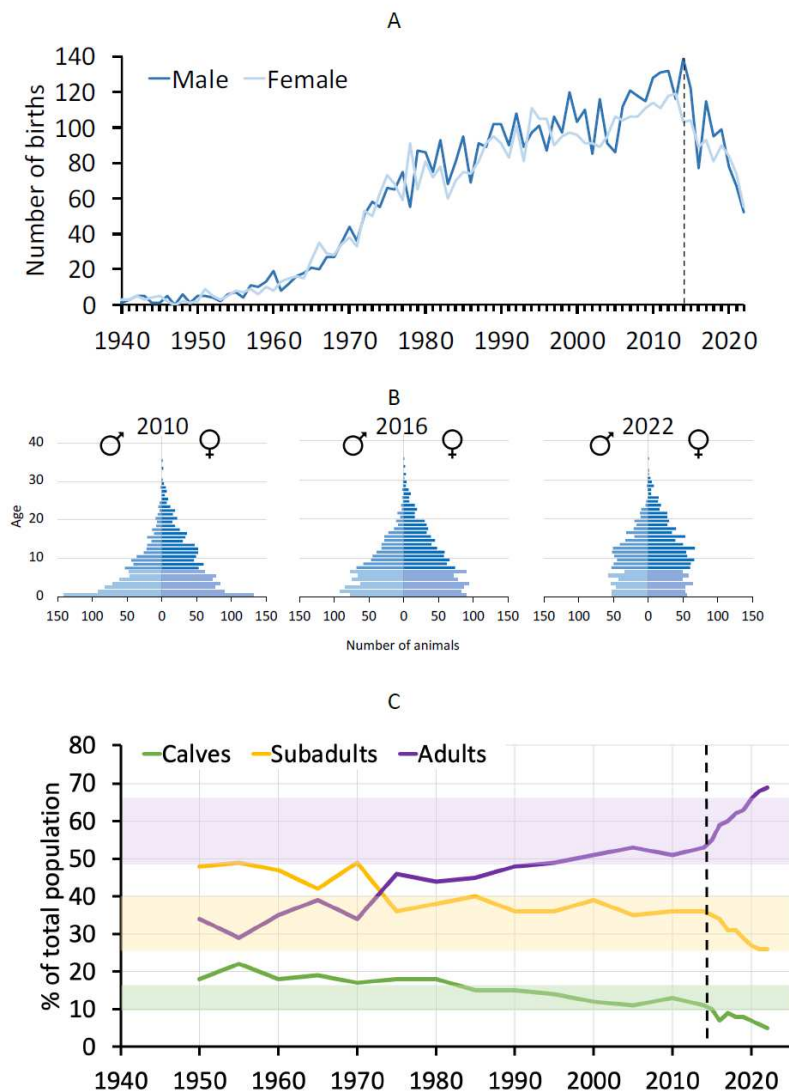 A
140
Male Female
120
100
80
60
40
20
0
Number of births
1940 1950 1960 1970 1980 1990 2000 2010 2020
B
2010 2016 2022
♂ ♀ ♂ ♀ ♂ ♀
40
30
20
10
0
Age
150 100 50 0 50 100 150 100 50 0 50 100 150 150 100 50 0 50 100 150
Number of animals
C
80
Calves Subadults Adults
70
60
50
40
30
20
10
0
% of total population
1940 1950 1960 1970 1980 1990 2000 2010 2020